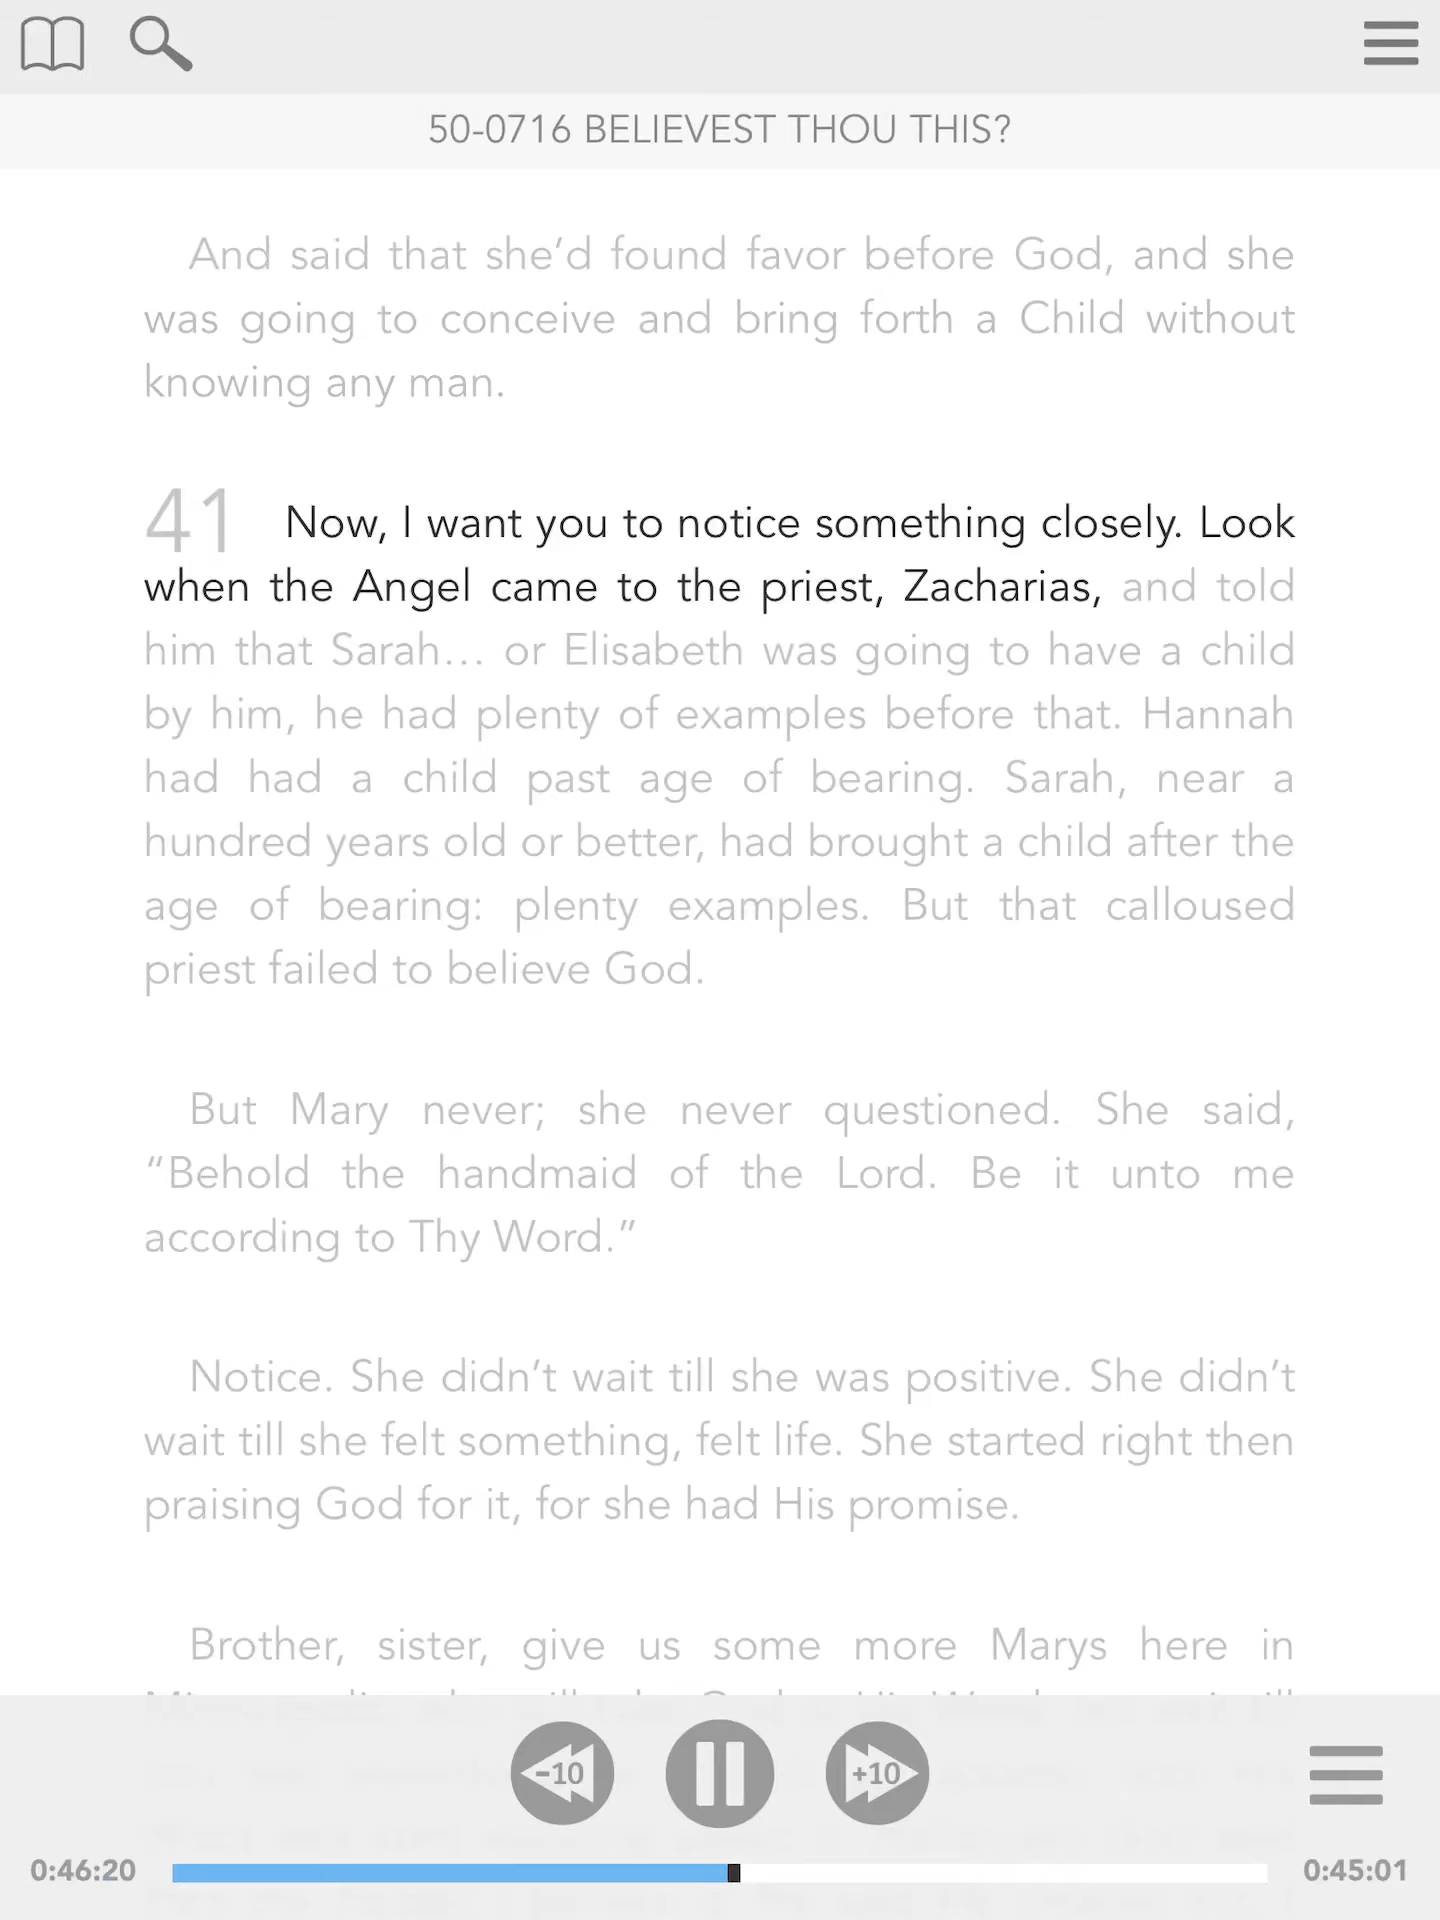 50-0716 BELIEVEST THOU THIS?
And said that she’d found favor before God, and she
was going to conceive and bring forth a Child without
knowing any man.
41 Now, I want you to notice something closely. Look
when the Angel came to the priest, Zacharias, and told
him that Sarah… or Elisabeth was going to have a child
by him, he had plenty of examples before that. Hannah
had had a child past age of bearing. Sarah, near a
hundred years old or better, had brought a child after the
age of bearing: plenty examples. But that calloused
priest failed to believe God.
But Mary never; she never questioned. She said,
“Behold the handmaid of the Lord. Be it unto me
according to Thy Word.”
Notice. She didn’t wait till she was positive. She didn’t
wait till she felt something, felt life. She started right then
praising God for it, for she had His promise.
Brother, sister, give us some more Marys here in
-10 +10
0:46:20 0:45:01